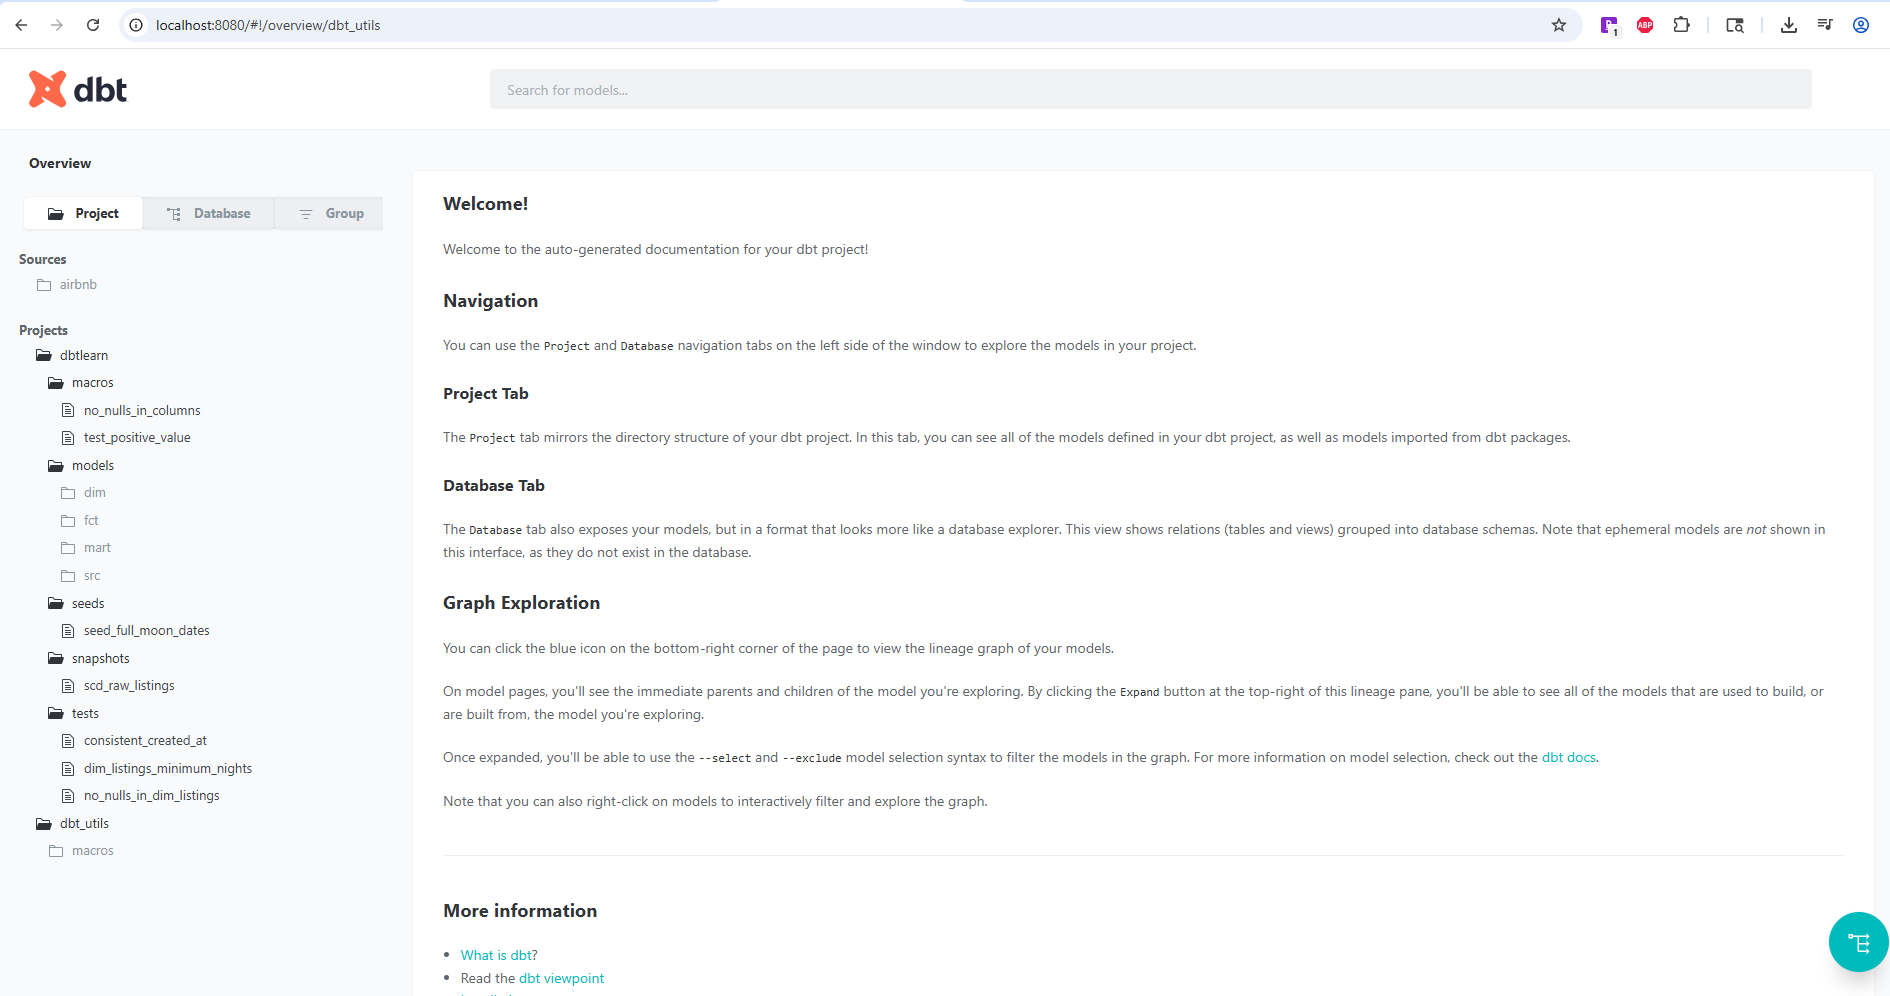 localhost:8080/#!/overview/dbt_utils
1
ABP
dbt
Search for models...
Overview
Project
Database
Group
Sources
airbnb
Projects
dbtlearn
macros
no_nulls_in_columns
test_positive_value
models
dim
fct
mart
src
seeds
seed_full_moon_dates
snapshots
scd_raw_listings
tests
consistent_created_at
dim_listings_minimum_nights
no_nulls_in_dim_listings
dbt_utils
macros
Welcome!
Welcome to the auto-generated documentation for your dbt project!
Navigation
You can use the Project and Database navigation tabs on the left side of the window to explore the models in your project.
Project Tab
The Project tab mirrors the directory structure of your dbt project. In this tab, you can see all of the models defined in your dbt project, as well as models imported from dbt packages.
Database Tab
The Database tab also exposes your models, but in a format that looks more like a database explorer. This view shows relations (tables and views) grouped into database schemas. Note that ephemeral models are not shown in
this interface, as they do not exist in the database.
Graph Exploration
You can click the blue icon on the bottom-right corner of the page to view the lineage graph of your models.
On model pages, you'll see the immediate parents and children of the model you're exploring. By clicking the Expand button at the top-right of this lineage pane, you'll be able to see all of the models that are used to build, or
are built from, the model you're exploring.
Once expanded, you'll be able to use the --select and --exclude model selection syntax to filter the models in the graph. For more information on model selection, check out the dbt docs.
Note that you can also right-click on models to interactively filter and explore the graph.
More information
• What is dbt?
• Read the dbt viewpoint